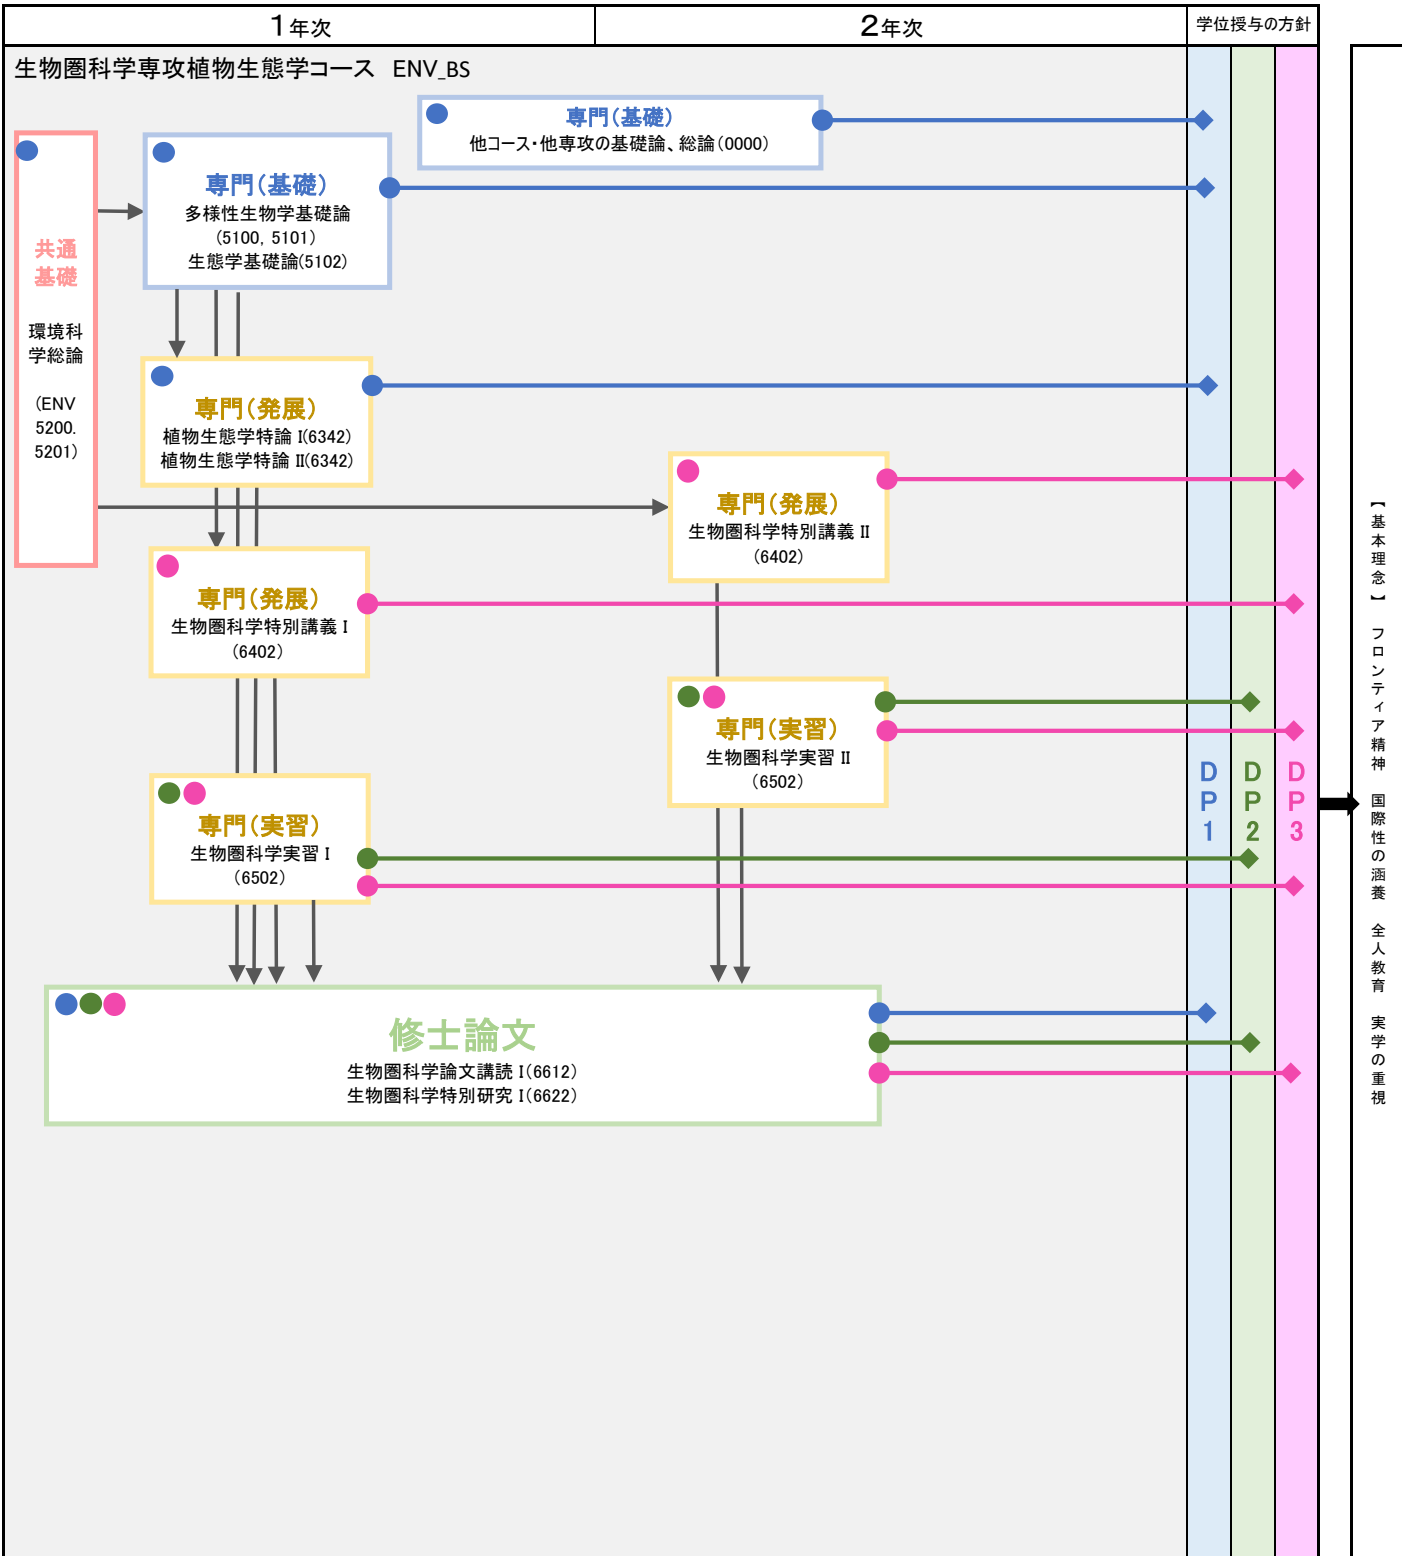 1年次
2年次
学位授与の方針
生物圏科学専攻植物生態学コース ENV_BS
専門(基礎)
他コース・他専攻の基礎論、総論(0000)
共通
基礎
環境科
学総論
(ENV
5200.
5201)
専門(基礎)
多様性生物学基礎論
(5100, 5101)
生態学基礎論(5102)
専門(発展)
植物生態学特論 I(6342)
植物生態学特論 II(6342)
専門(発展)
生物圏科学特別講義 II
(6402)
専門(発展)
生物圏科学特別講義 I
(6402)
専門(実習)
生物圏科学実習 II
(6502)
専門(実習)
生物圏科学実習 I
(6502)
修士論文
生物圏科学論文講読 I(6612)
生物圏科学特別研究 I(6622)
DP1
DP2
DP3
【基本理念】 フロンティア精神 国際性の涵養 全人教育 実学の重視